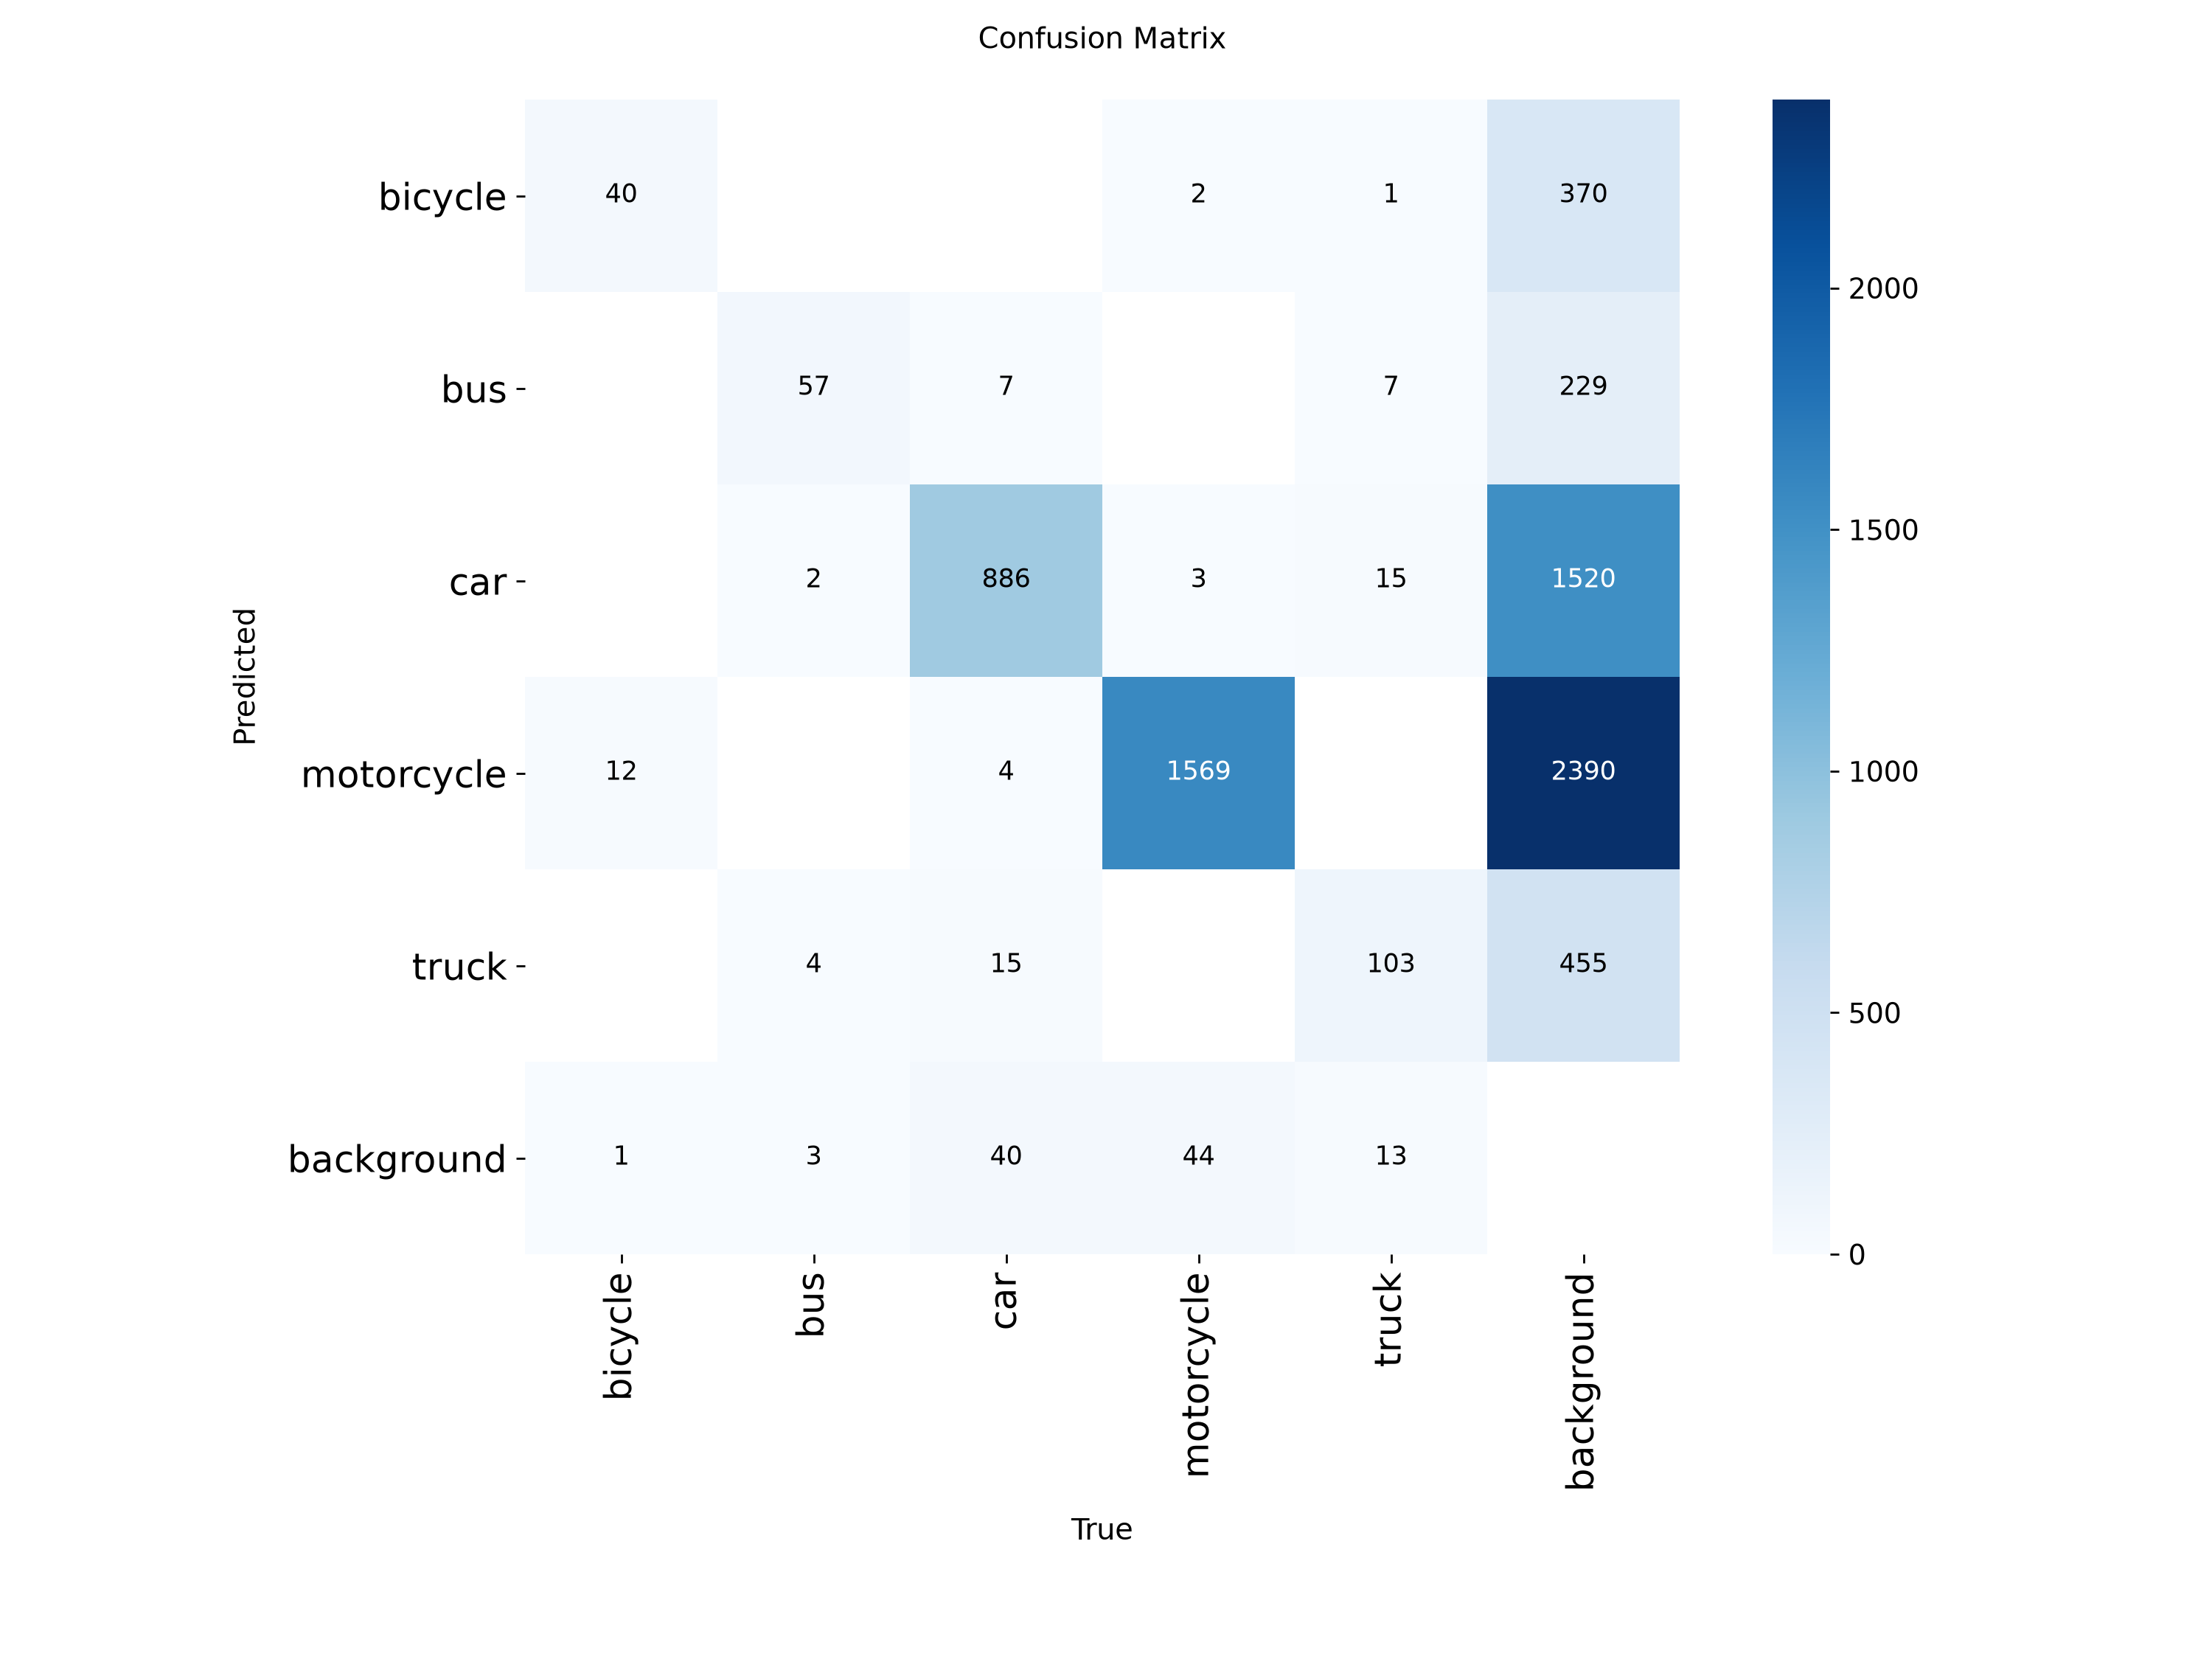 Confusion Matrix
bicycle 40 2 1 370
bus 57 7 7 229
car 2 886 3 15 1520
motorcycle 12 4 1569 2390
truck 4 15 103 455
background 1 3 40 44 13
bicycle bus car motorcycle truck background
True
Predicted
2000
1500
1000
500
0